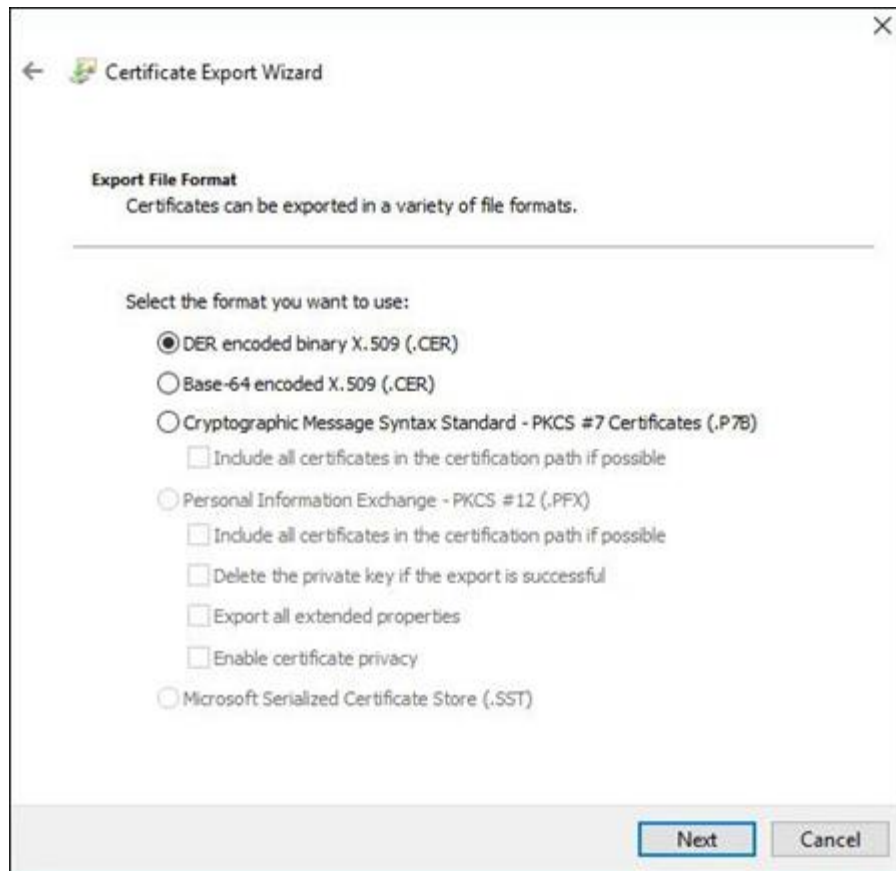 Certificate Export Wizard
Export File Format
Certificates can be exported in a variety of file formats.
Select the format you want to use:
DER encoded binary X.509 (.CER)
Base-64 encoded X.509 (.CER)
Cryptographic Message Syntax Standard - PKCS #7 Certificates (.P7B)
Include all certificates in the certification path if possible
Personal Information Exchange - PKCS #12 (.PFX)
Include all certificates in the certification path if possible
Delete the private key if the export is successful
Export all extended properties
Enable certificate privacy
Microsoft Serialized Certificate Store (.SST)
Next Cancel